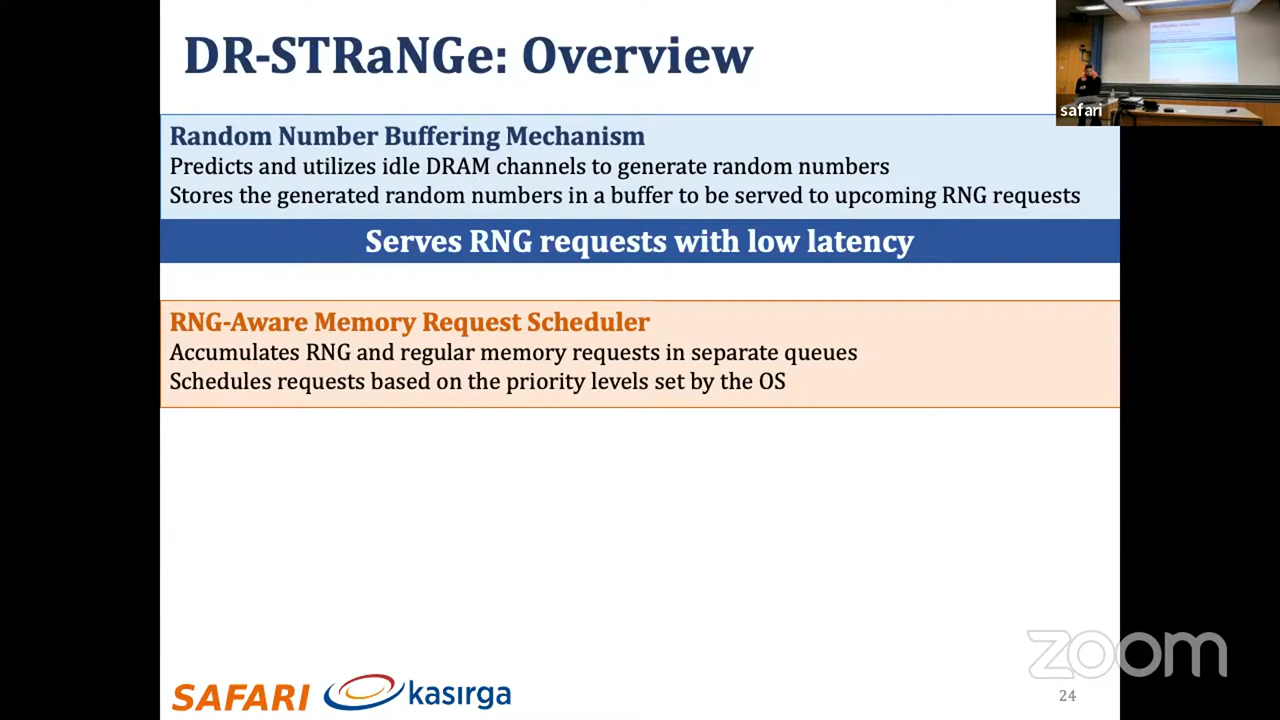 DR-STRaNGe: Overview
safari
Random Number Buffering Mechanism
Predicts and utilizes idle DRAM channels to generate random numbers
Stores the generated random numbers in a buffer to be served to upcoming RNG requests
Serves RNG requests with low latency
RNG-Aware Memory Request Scheduler
Accumulates RNG and regular memory requests in separate queues
Schedules requests based on the priority levels set by the OS
zoom
SAFARI kasırga
24